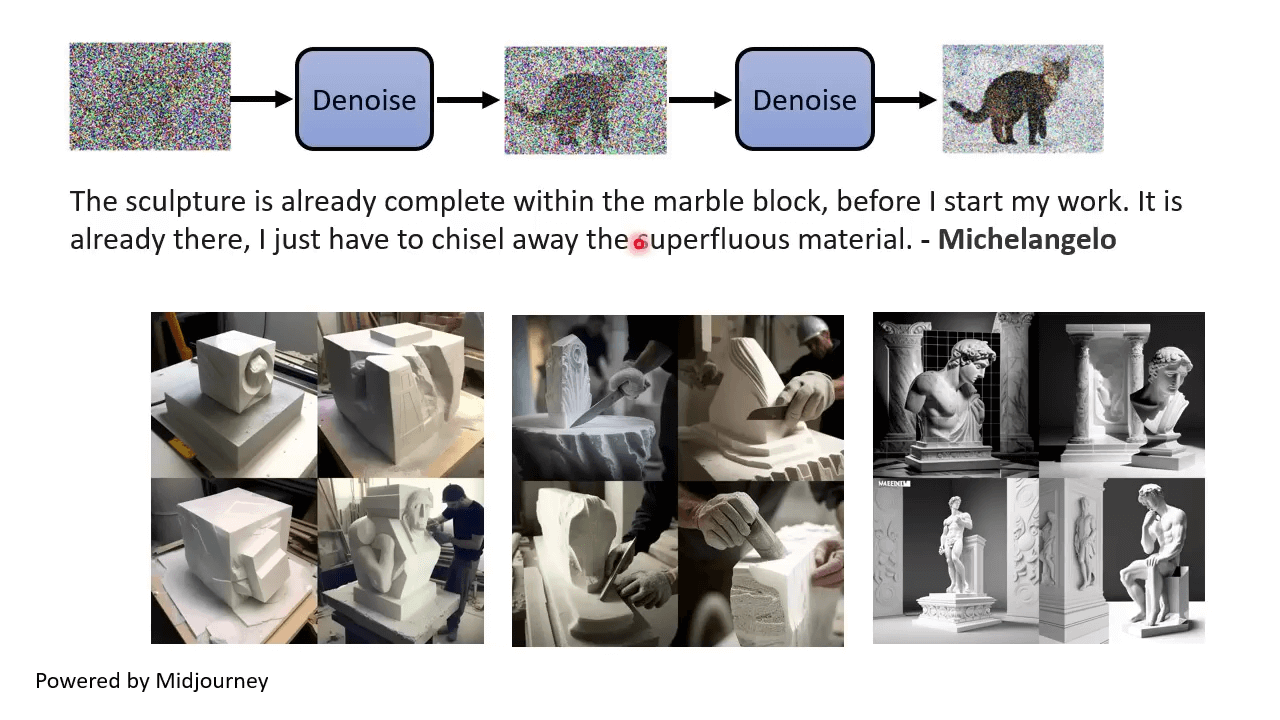 Denoise
Denoise
The sculpture is already complete within the marble block, before I start my work. It is
already there, I just have to chisel away the superfluous material. - Michelangelo
Powered by Midjourney